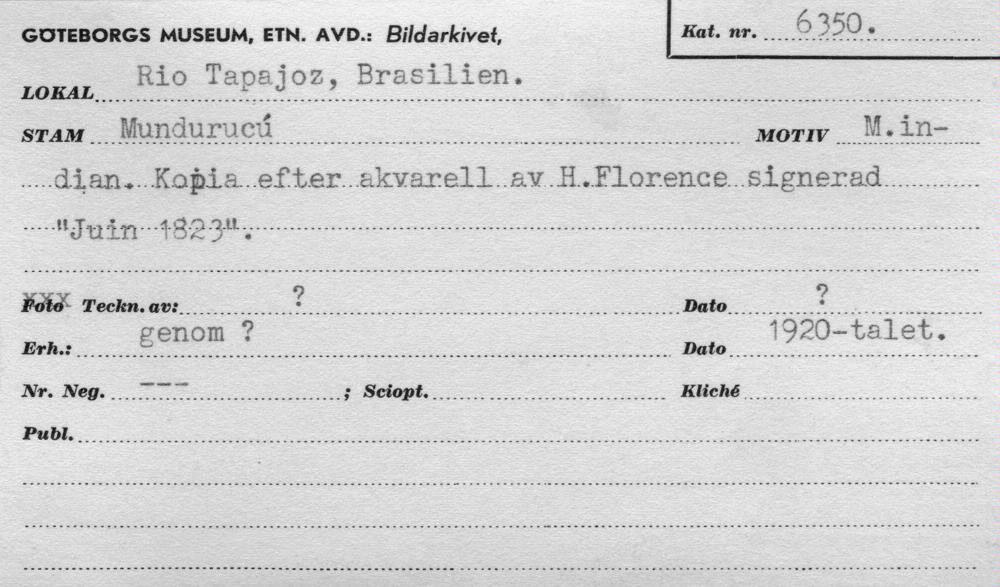 GÖTEBORGS MUSEUM, ETN. AVD.: Bildarkivet,
Kat. nr. 6350.
LOKAL Rio Tapajoz, Brasilien.
STAM Mundurucú MOTIV M.in-
dian. Kopia efter akvarell av H.Florence signerad
"Juin 1823".
Foto Teckn. av: ? Dato ?
Erh.: genom ? Dato 1920-talet.
Nr. Neg. --- ; Sciopt. Kliché
Publ.